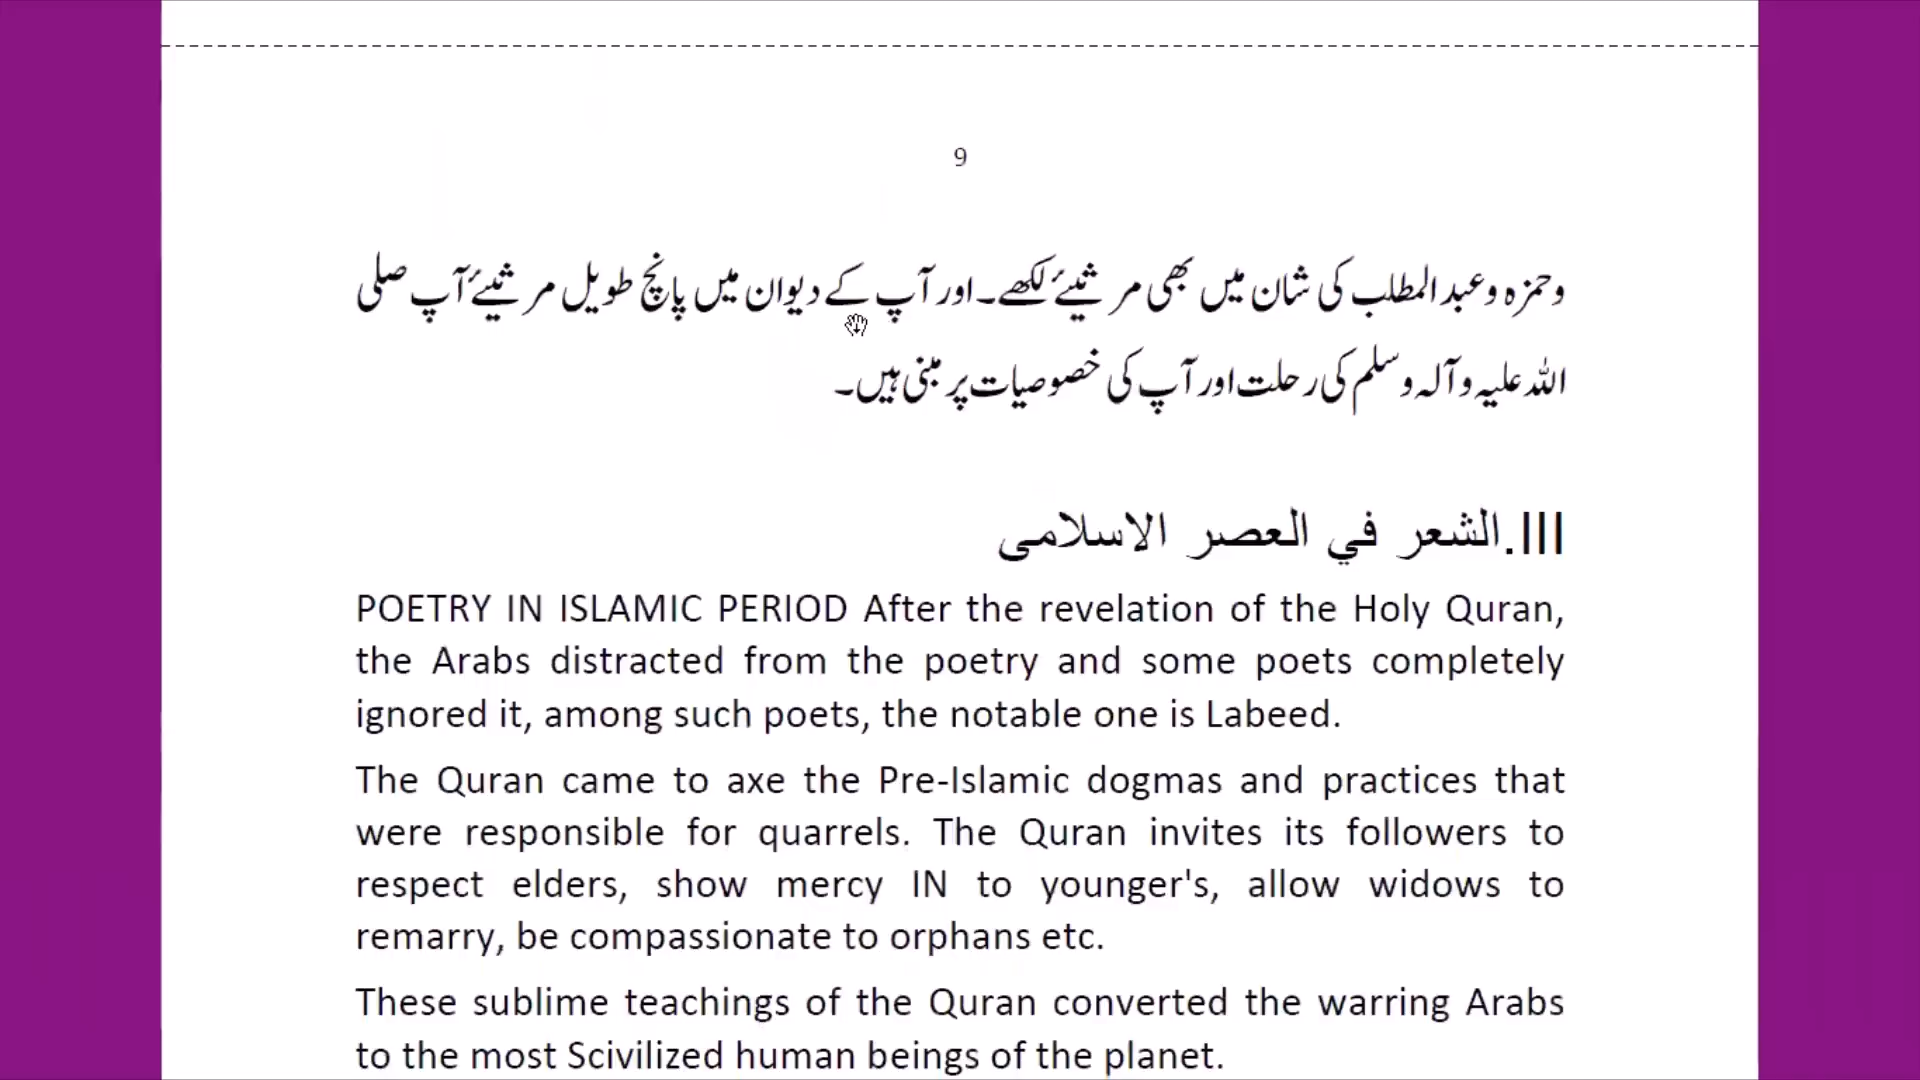 9
وحمزہ وعبدالمطلب کی شان میں بھی مرثیئے لکھے۔ اور آپ کے دیوان میں پانچ طویل مرثیئے آپ صلی
اللہ علیہ وآلہ وسلم کی رحلت اور آپ کی خصوصیات پر مبنی ہیں۔
III.الشعر في العصر الاسلامی
POETRY IN ISLAMIC PERIOD After the revelation of the Holy Quran,
the Arabs distracted from the poetry and some poets completely
ignored it, among such poets, the notable one is Labeed.
The Quran came to axe the Pre-Islamic dogmas and practices that
were responsible for quarrels. The Quran invites its followers to
respect elders, show mercy IN to younger's, allow widows to
remarry, be compassionate to orphans etc.
These sublime teachings of the Quran converted the warring Arabs
to the most Scivilized human beings of the planet.